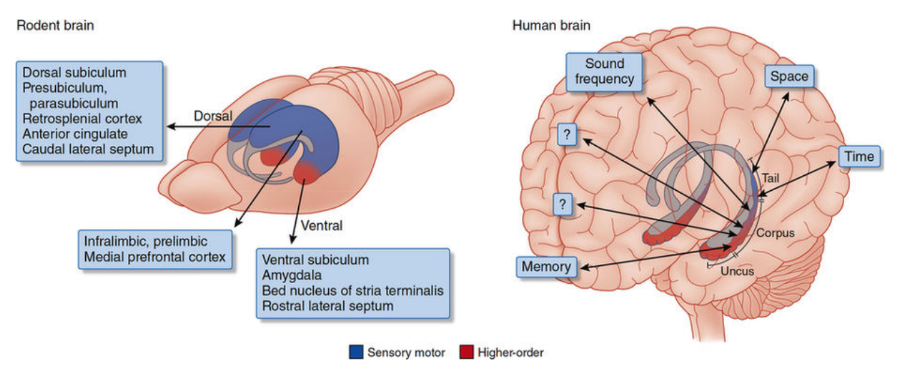 Rodent brain
Dorsal subiculum
Presubiculum,
parasubiculum
Retrosplenial cortex
Anterior cingulate
Caudal lateral septum
Dorsal
Infralimbic, prelimbic
Medial prefrontal cortex
Ventral
Ventral subiculum
Amygdala
Bed nucleus of stria terminalis
Rostral lateral septum
Human brain
Sound
frequency
Space
?
Time
Tail
?
Corpus
Memory
Uncus
Sensory motor
Higher-order